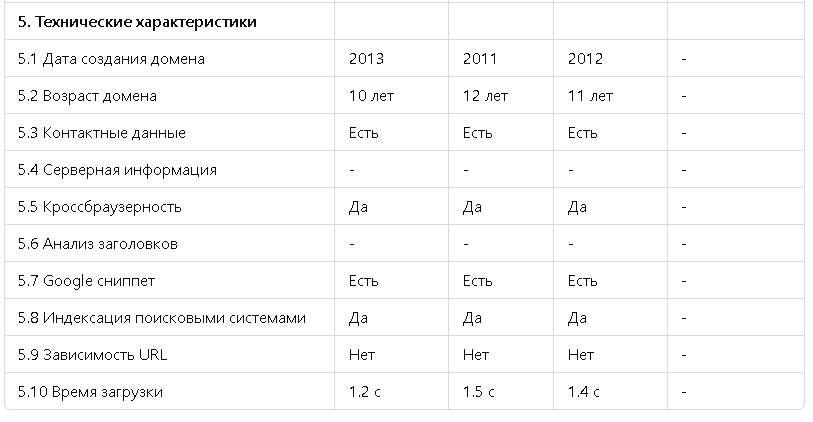 5. Технические характеристики
5.1 Дата создания домена 2013 2011 2012 -
5.2 Возраст домена 10 лет 12 лет 11 лет -
5.3 Контактные данные Есть Есть Есть -
5.4 Серверная информация - - - -
5.5 Кроссбраузерность Да Да Да -
5.6 Анализ заголовков - - - -
5.7 Google сниппет Есть Есть Есть -
5.8 Индексация поисковыми системами Да Да Да -
5.9 Зависимость URL Нет Нет Нет -
5.10 Время загрузки 1.2 с 1.5 с 1.4 с -